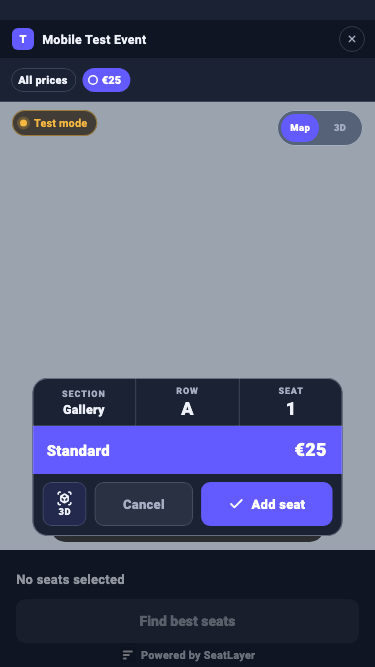 T Mobile Test Event
All prices €25
Test mode
Map 3D
SECTION ROW SEAT
Gallery A 1
Standard €25
3D Cancel Add seat
No seats selected
Find best seats
Powered by SeatLayer